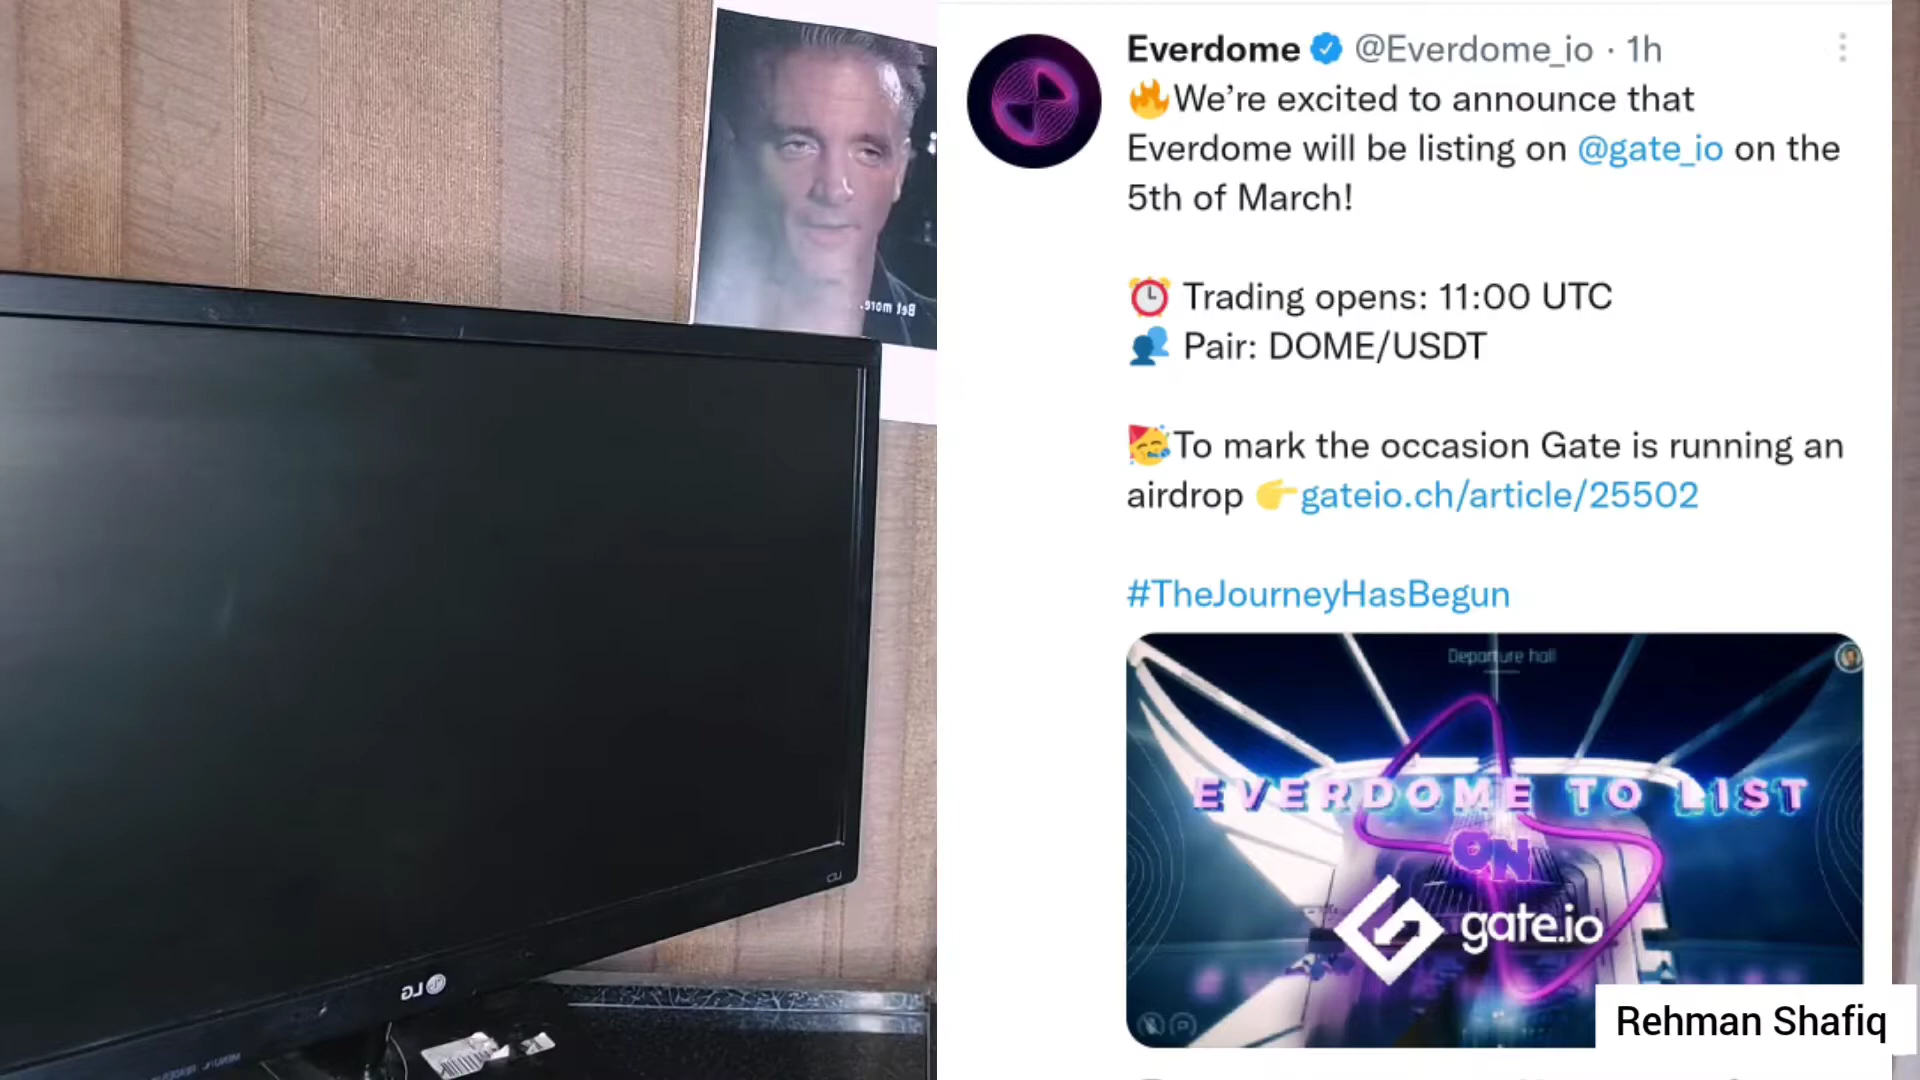 Bet more.
LG
Everdome @Everdome_io · 1h
🔥We’re excited to announce that
Everdome will be listing on @gate_io on the
5th of March!
⏰ Trading opens: 11:00 UTC
👥 Pair: DOME/USDT
🥳To mark the occasion Gate is running an
airdrop 👉gateio.ch/article/25502
#TheJourneyHasBegun
Departure hall
EVERDOME TO LIST
ON
gate.io
P
Rehman Shafiq